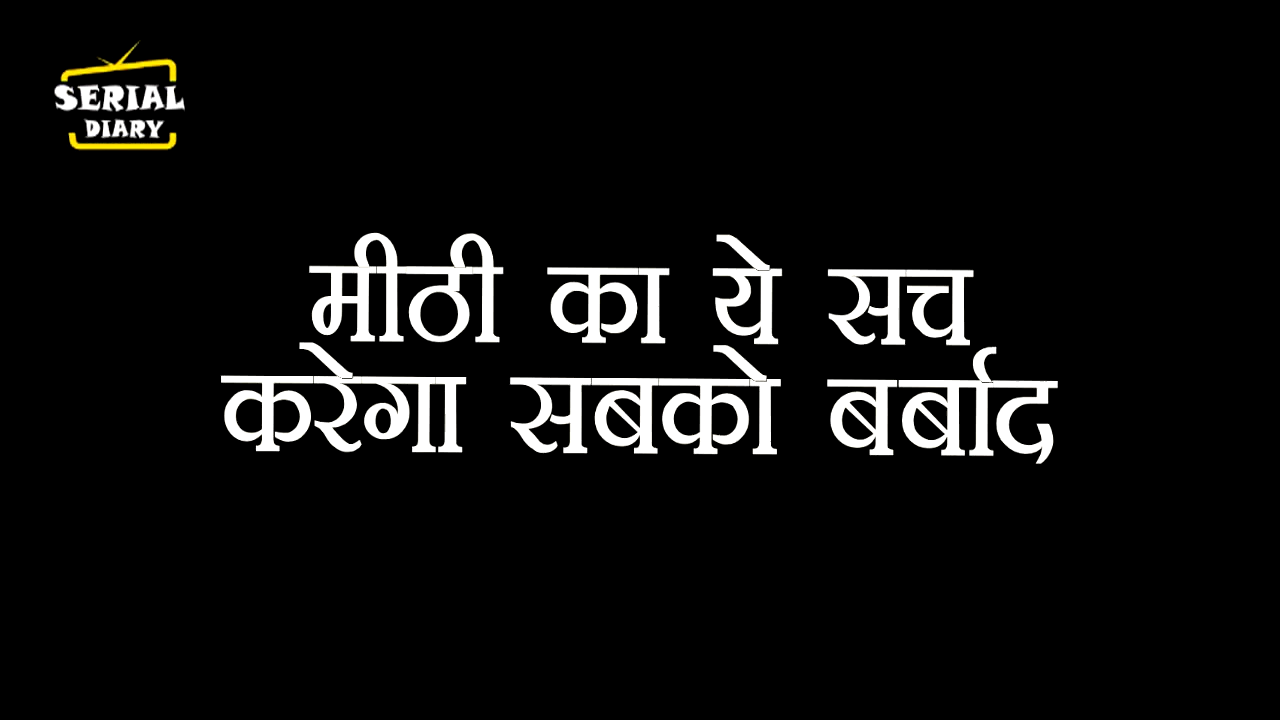 SERIAL
DIARY
मीठी का ये सच
करेगा सबको बर्बाद